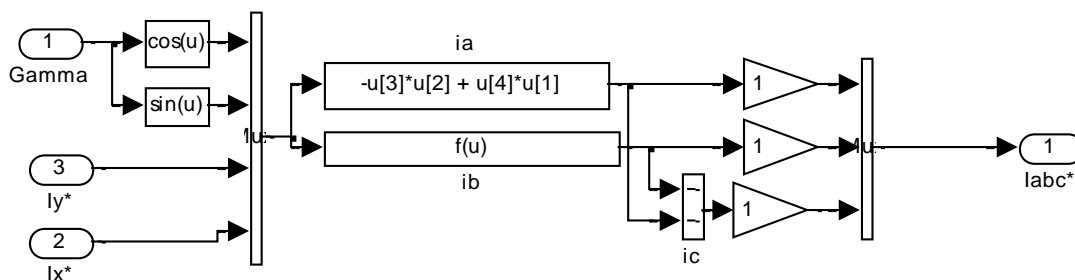 1
Gamma
cos(u)
sin(u)
3
Iy*
2
Ix*
ia
-u[3]*u[2] + u[4]*u[1]
f(u)
ib
ic
1
1
1
1
Iabc*